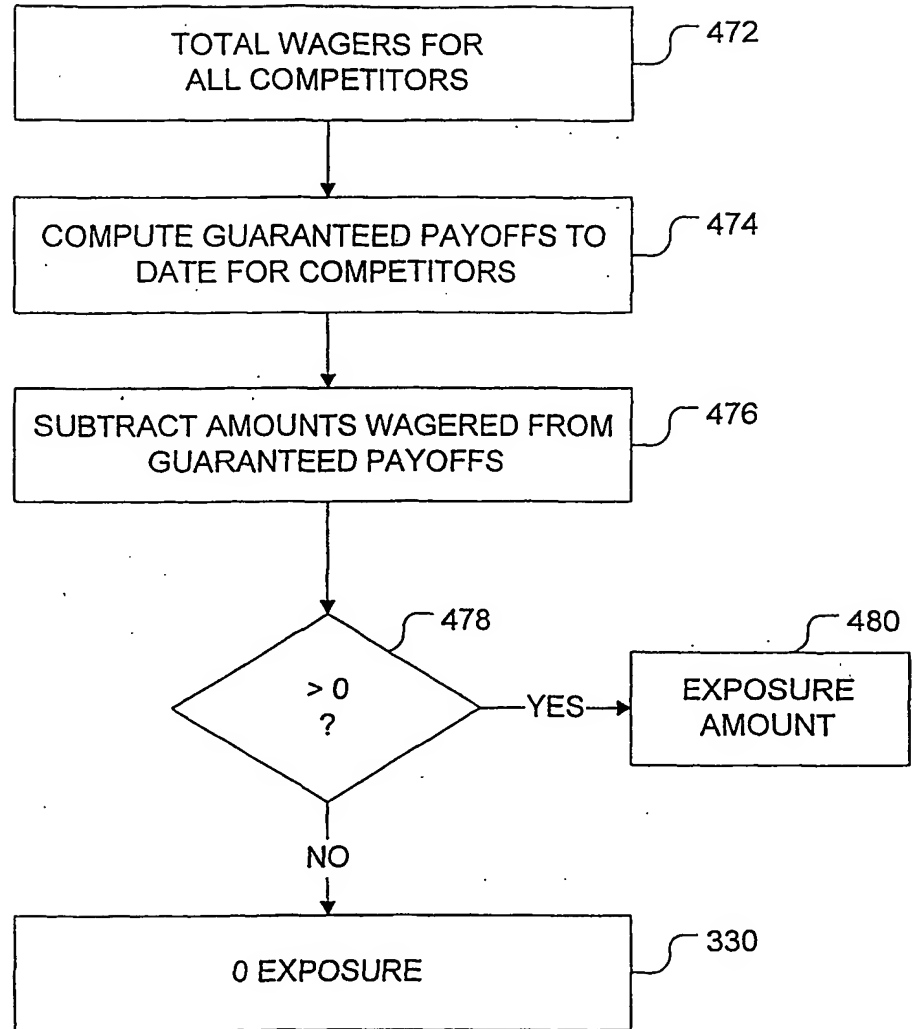 TOTAL WAGERS FOR
ALL COMPETITORS
472
COMPUTE GUARANTEED PAYOFFS TO
DATE FOR COMPETITORS
474
SUBTRACT AMOUNTS WAGERED FROM
GUARANTEED PAYOFFS
476
478
> 0
?
YES
480
EXPOSURE
AMOUNT
NO
0 EXPOSURE
330